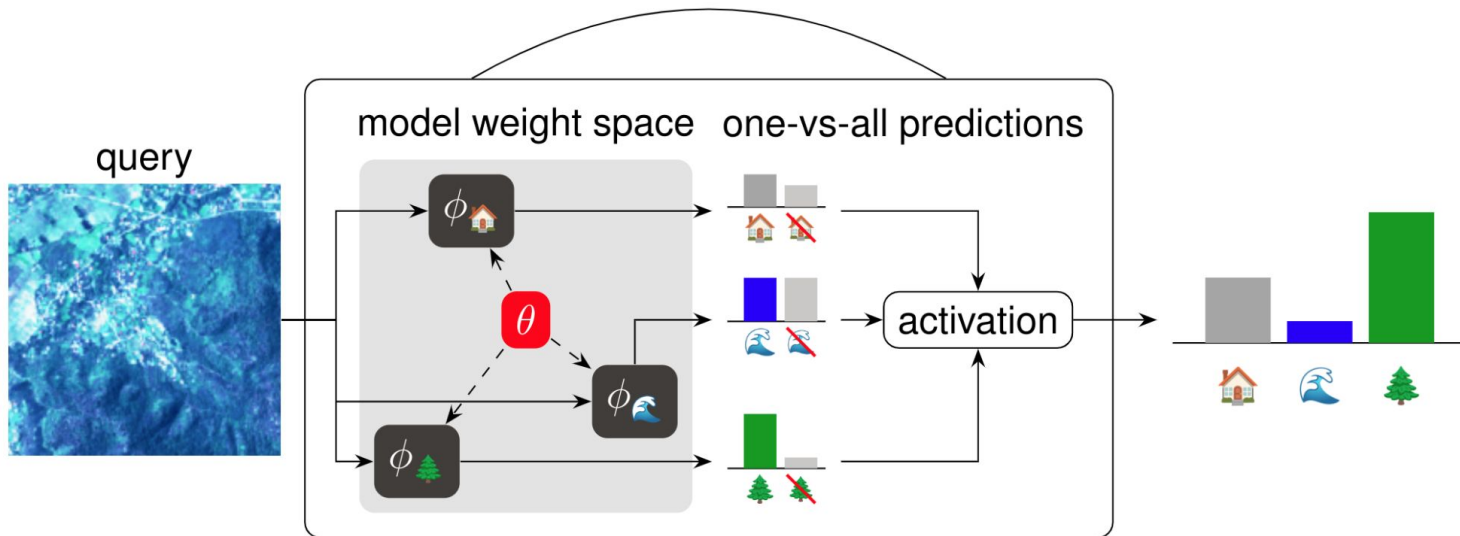 model weight space
one-vs-all predictions
query
ϕ
θ
activation
ϕ
ϕ